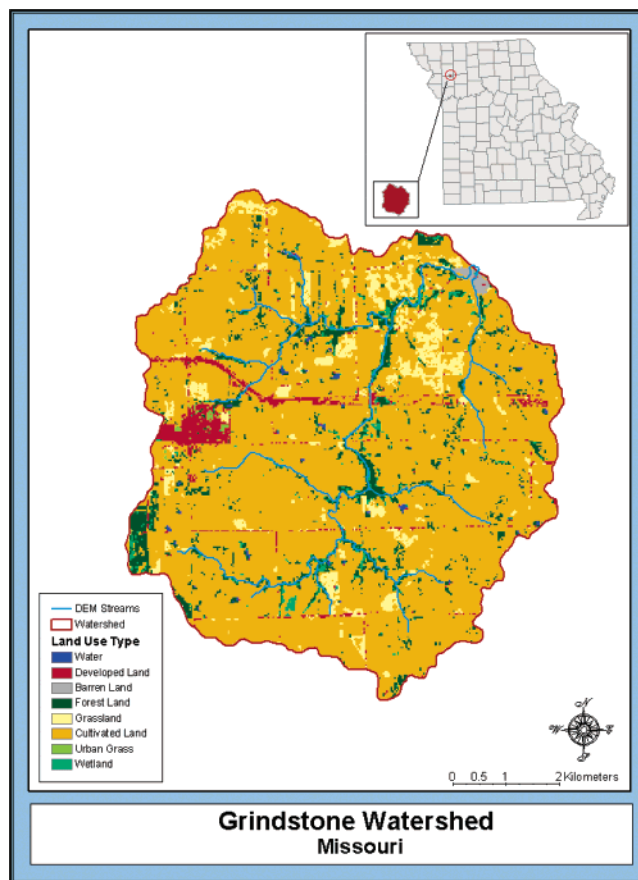 DEM Streams
Watershed
Land Use Type
Water
Developed Land
Barren Land
Forest Land
Grassland
Cultivated Land
Urban Grass
Wetland
N
W
E
S
0 0.5 1 2 Kilometers
Grindstone Watershed
Missouri